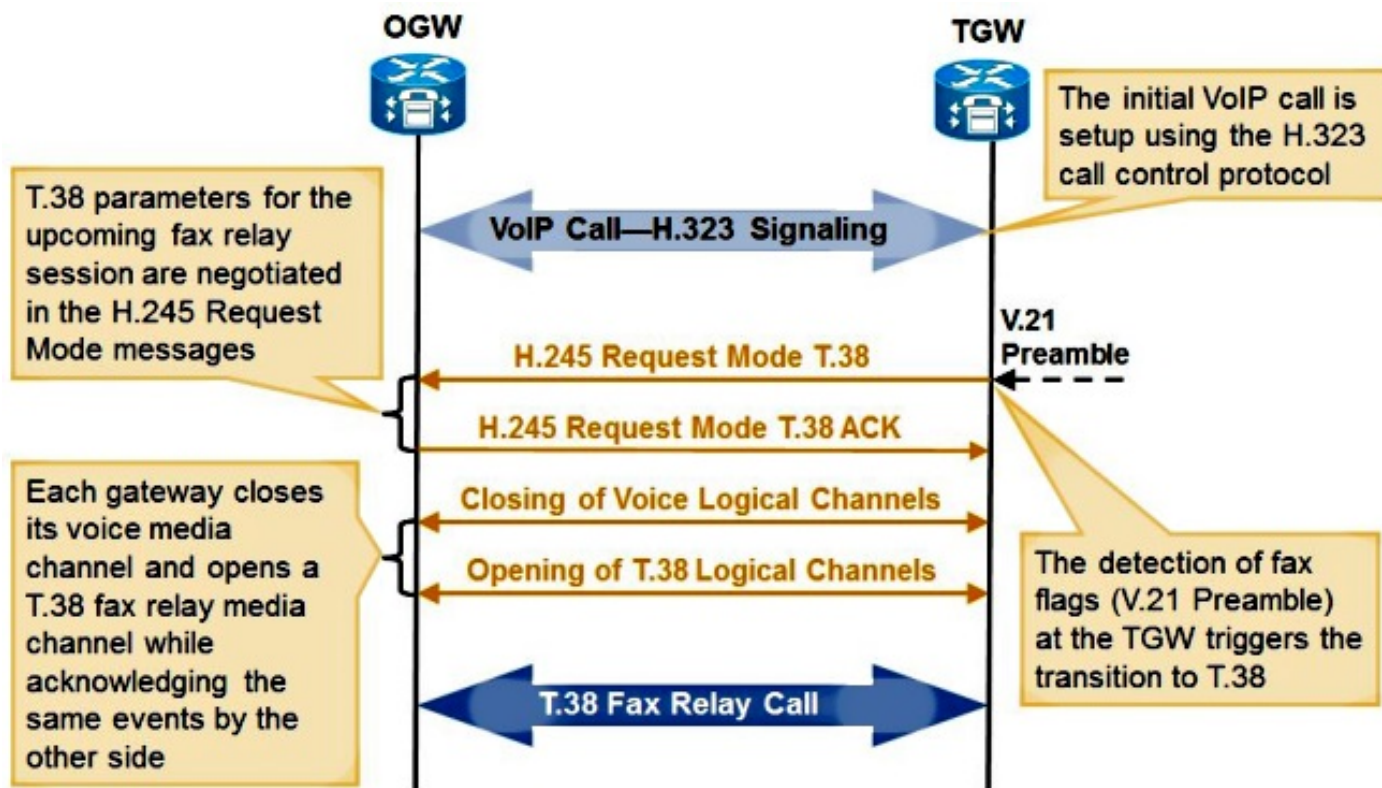 OGW
TGW
The initial VoIP call is
setup using the H.323
call control protocol
T.38 parameters for the
upcoming fax relay
session are negotiated
in the H.245 Request
Mode messages
VoIP Call—H.323 Signaling
V.21
Preamble
H.245 Request Mode T.38
H.245 Request Mode T.38 ACK
Each gateway closes
its voice media
channel and opens a
T.38 fax relay media
channel while
acknowledging the
same events by the
other side
Closing of Voice Logical Channels
Opening of T.38 Logical Channels
The detection of fax
flags (V.21 Preamble)
at the TGW triggers the
transition to T.38
T.38 Fax Relay Call